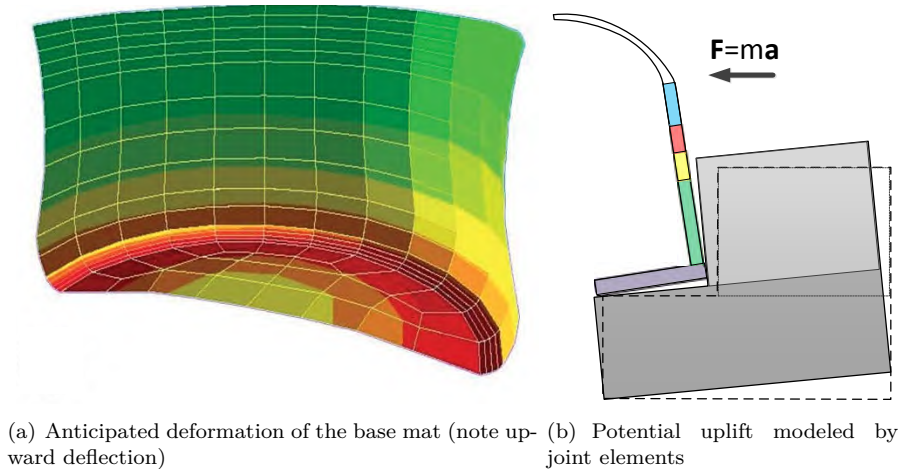 F=ma
(a) Anticipated deformation of the base mat (note up-
ward deflection)
(b) Potential uplift modeled by
joint elements